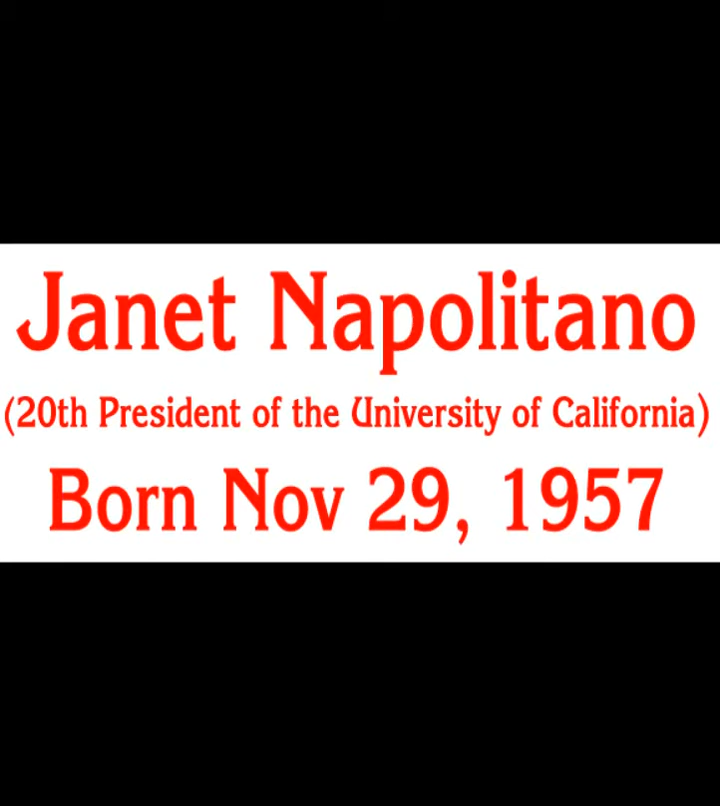 Janet Napolitano
(20th President of the University of California)
Born Nov 29, 1957